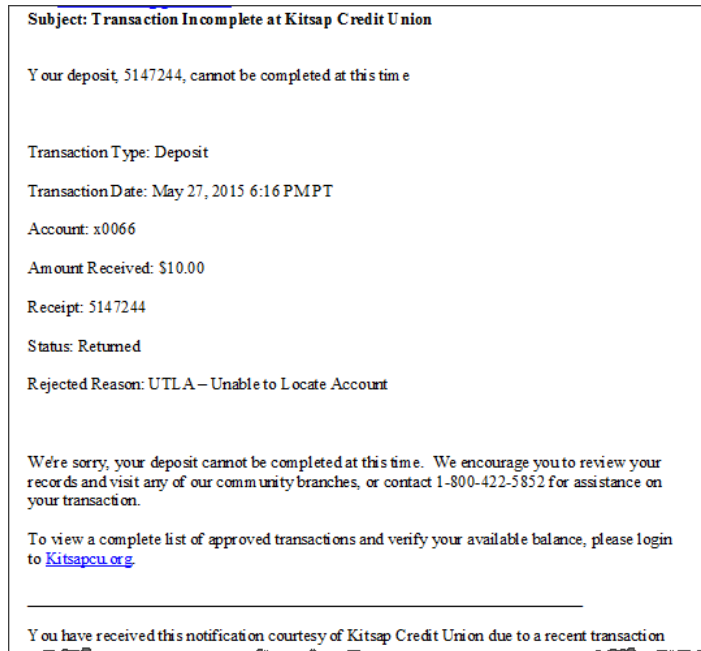 Subject: Transaction Incomplete at Kitsap Credit Union
Your deposit, 5147244, cannot be completed at this time
Transaction Type: Deposit
Transaction Date: May 27, 2015 6:16 PM PT
Account: x0066
Amount Received: $10.00
Receipt: 5147244
Status: Returned
Rejected Reason: UTLA – Unable to Locate Account
We're sorry, your deposit cannot be completed at this time. We encourage you to review your
records and visit any of our community branches, or contact 1-800-422-5852 for assistance on
your transaction.
To view a complete list of approved transactions and verify your available balance, please login
to Kitsapcu.org.
You have received this notification courtesy of Kitsap Credit Union due to a recent transaction